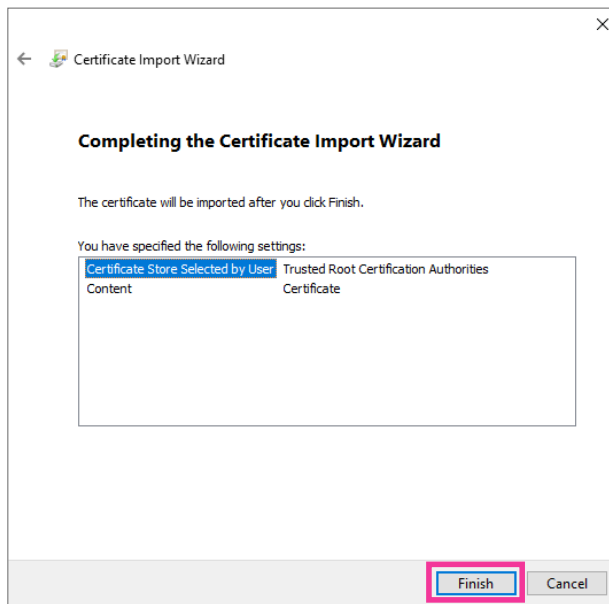 Certificate Import Wizard
Completing the Certificate Import Wizard
The certificate will be imported after you click Finish.
You have specified the following settings:
Certificate Store Selected by User Trusted Root Certification Authorities
Content Certificate
Finish Cancel